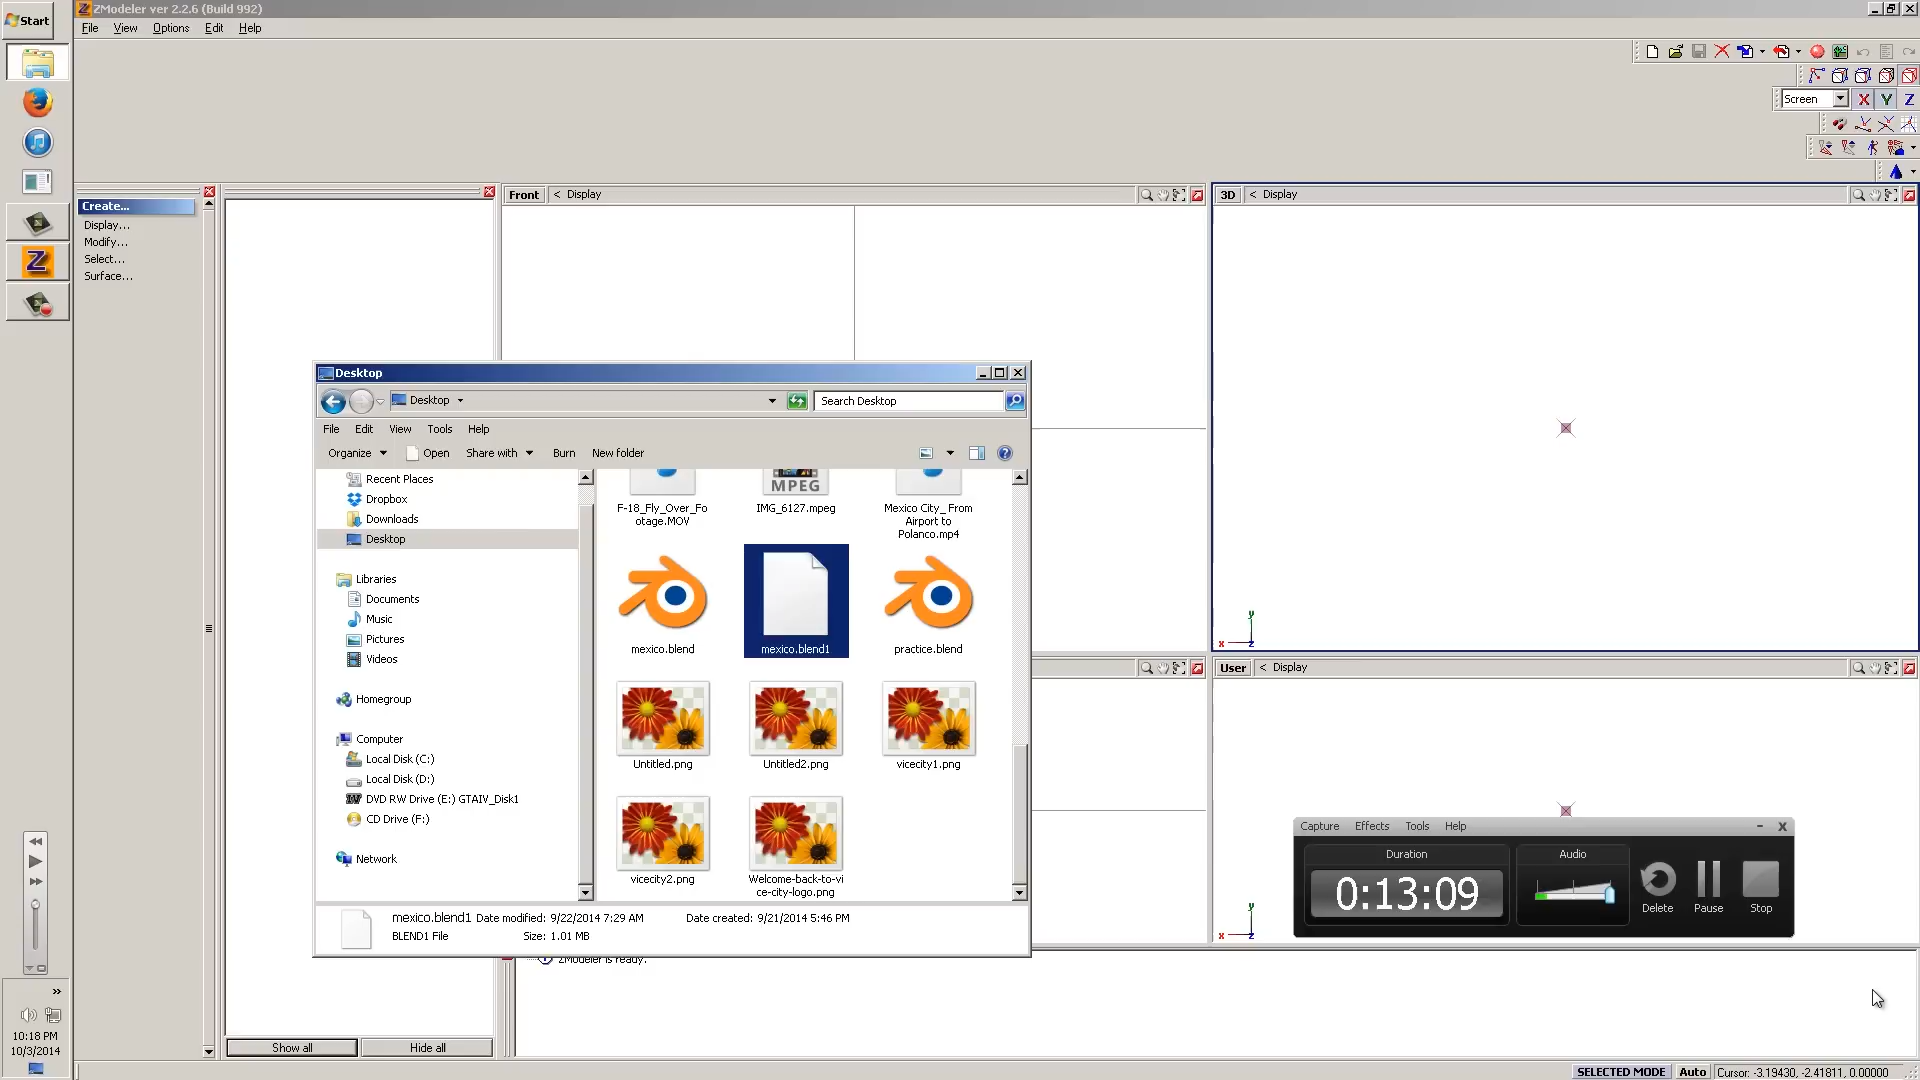 Start
ZModeler ver 2.2.6 (Build 992)
File View Options Edit Help
Screen X Y Z
Create...
Display...
Modify...
Select...
Surface...
Front < Display
3D < Display
Desktop
Desktop
Search Desktop
File Edit View Tools Help
Organize Open Share with Burn New folder
Recent Places
Dropbox
Downloads
Desktop
Libraries
Documents
Music
Pictures
Videos
Homegroup
Computer
Local Disk (C:)
Local Disk (D:)
DVD RW Drive (E:) GTAIV_Disk1
CD Drive (F:)
Network
MPEG
F-18_Fly_Over_Fo
otage.MOV
IMG_6127.mpeg
Mexico City_ From
Airport to
Polanco.mp4
mexico.blend
mexico.blend1
practice.blend
Untitled.png
Untitled2.png
vicecity1.png
vicecity2.png
Welcome-back-to-vi
ce-city-logo.png
mexico.blend1 Date modified: 9/22/2014 7:29 AM Date created: 9/21/2014 5:46 PM
BLEND1 File Size: 1.01 MB
y
x z
User < Display
Capture Effects Tools Help
Duration
0:13:09
Audio
Delete Pause Stop
y
x z
ZModeler is ready.
Show all Hide all
10:18 PM
10/3/2014
SELECTED MODE Auto Cursor: -3.19430, -2.41811, 0.00000